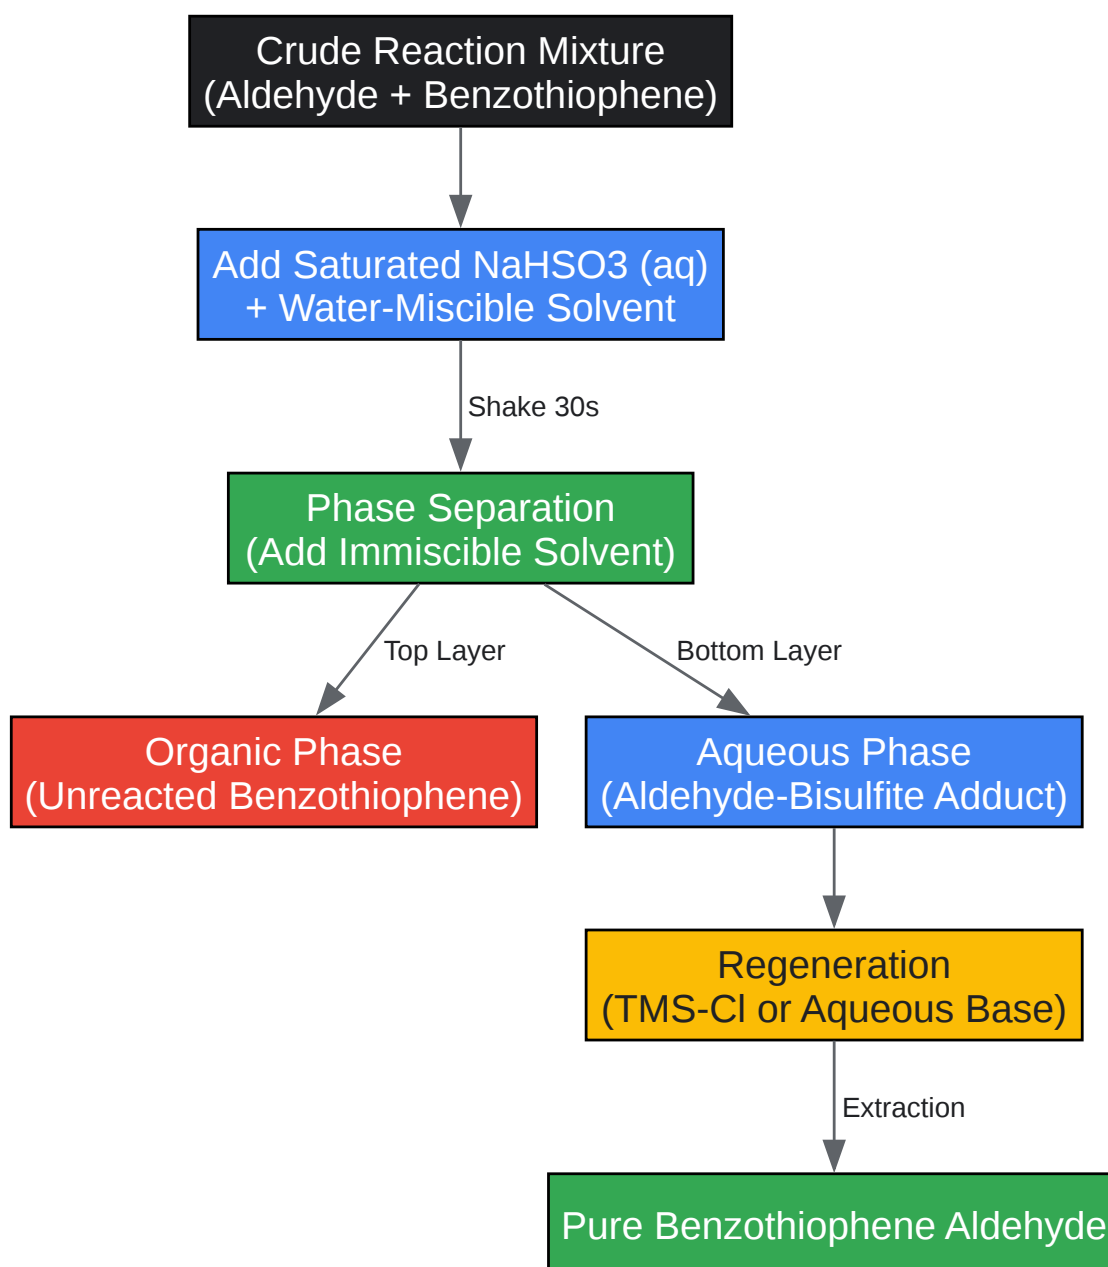 Crude Reaction Mixture
(Aldehyde + Benzothiophene)
Add Saturated NaHSO3 (aq)
+ Water-Miscible Solvent
Shake 30s
Phase Separation
(Add Immiscible Solvent)
Top Layer
Bottom Layer
Organic Phase
(Unreacted Benzothiophene)
Aqueous Phase
(Aldehyde-Bisulfite Adduct)
Regeneration
(TMS-Cl or Aqueous Base)
Extraction
Pure Benzothiophene Aldehyde